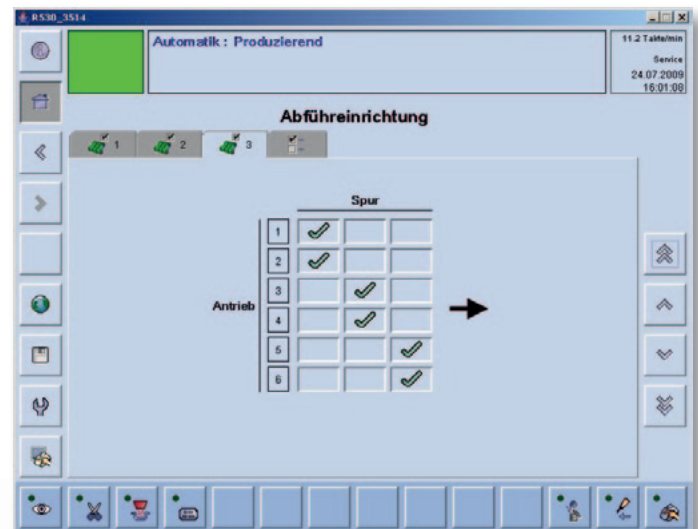 R530_3514
Automatik : Produzierend
11.2 Takte/min
Service
24.07.2009
16:01:08
Abführeinrichtung
1 2 3
Spur
Antrieb
1
2
3
4
5
6